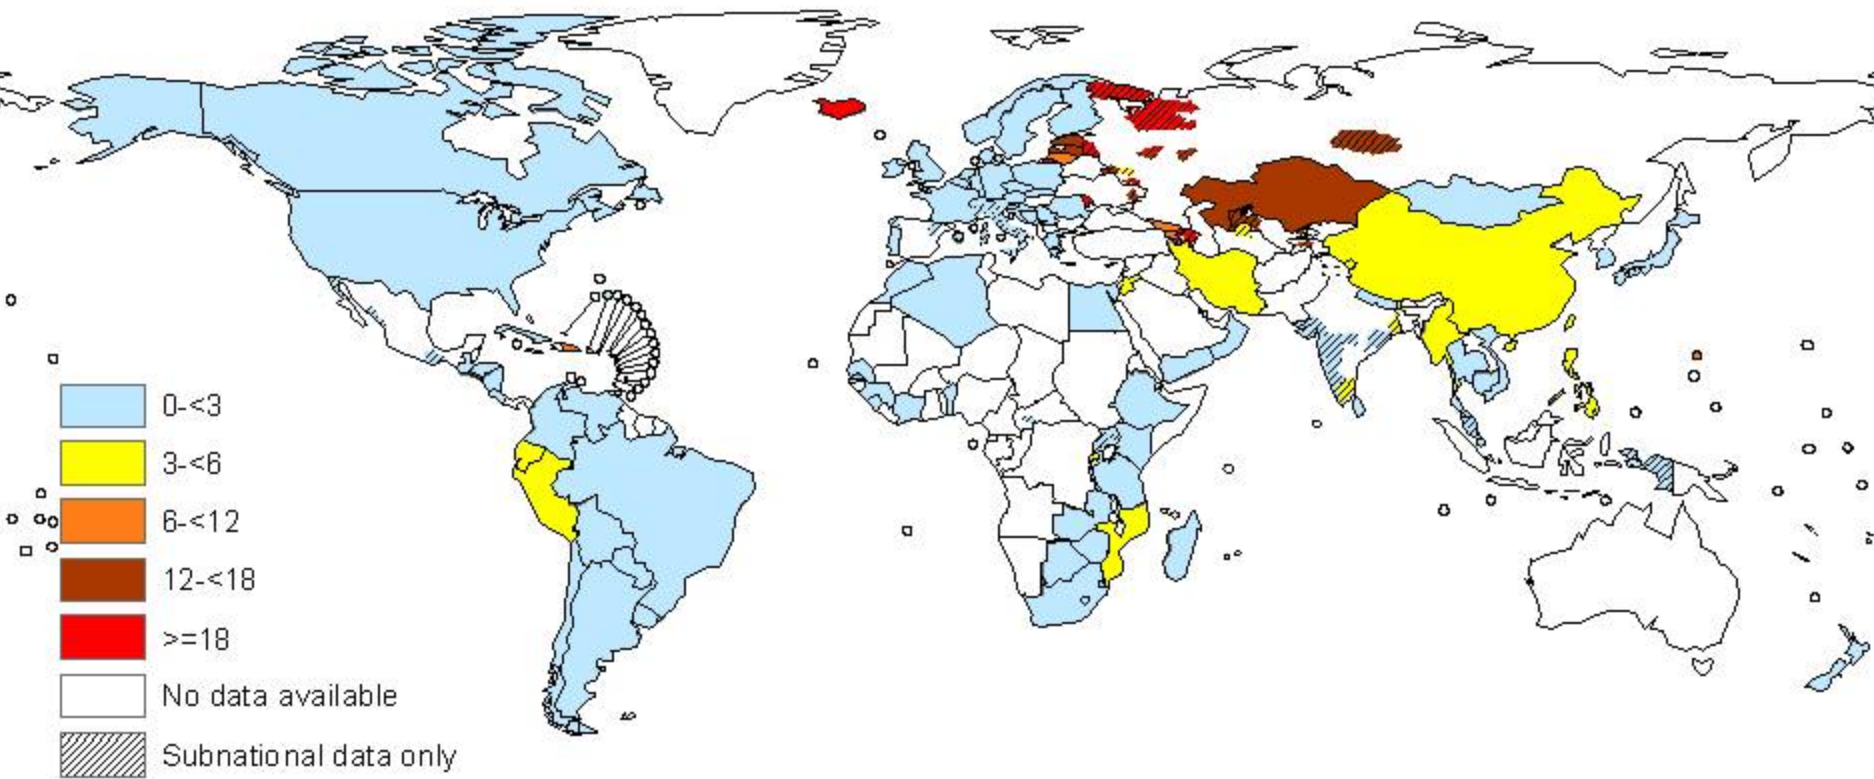 0-<3
3-<6
6-<12
12-<18
>=18
No data available
Subnational data only